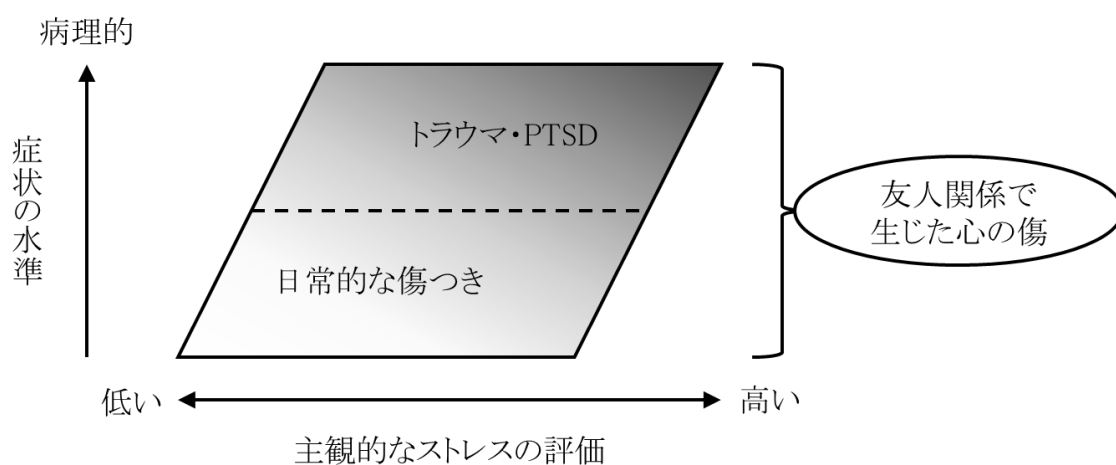 病理的
症状の水準
トラウマ・PTSD
日常的な傷つき
友人関係で
生じた心の傷
低い
高い
主観的なストレスの評価